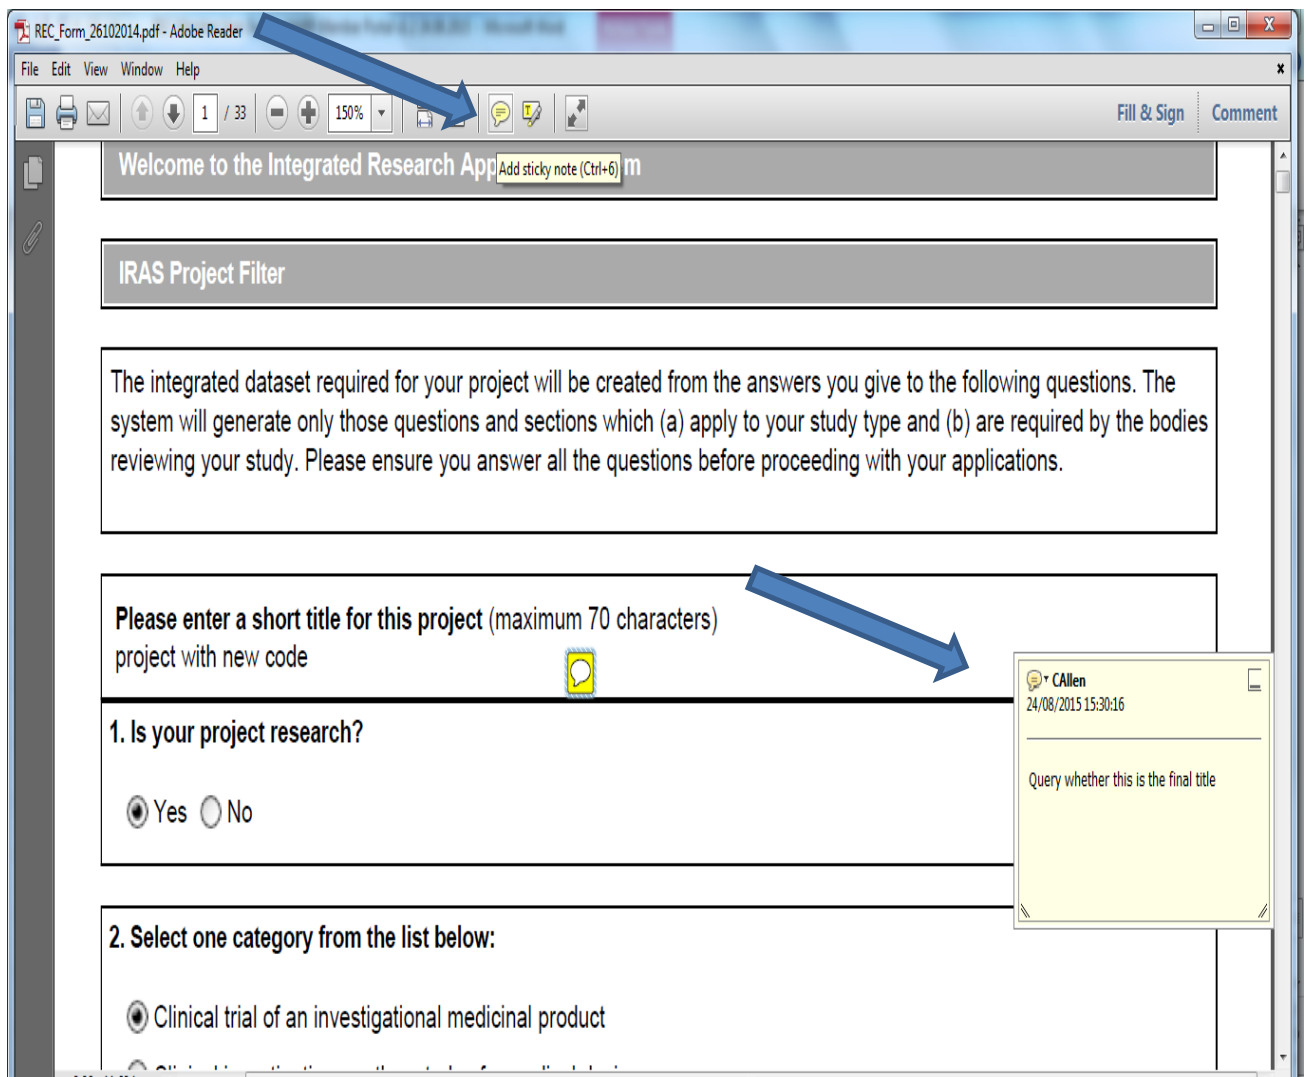 REC_Form_26102014.pdf - Adobe Reader
File Edit View Window Help
1 / 33 150% Fill & Sign Comment
Add sticky note (Ctrl+6)
Welcome to the Integrated Research App m
IRAS Project Filter
The integrated dataset required for your project will be created from the answers you give to the following questions. The
system will generate only those questions and sections which (a) apply to your study type and (b) are required by the bodies
reviewing your study. Please ensure you answer all the questions before proceeding with your applications.
Please enter a short title for this project (maximum 70 characters)
project with new code
CAllen
24/08/2015 15:30:16
Query whether this is the final title
1. Is your project research?
Yes No
2. Select one category from the list below:
Clinical trial of an investigational medicinal product